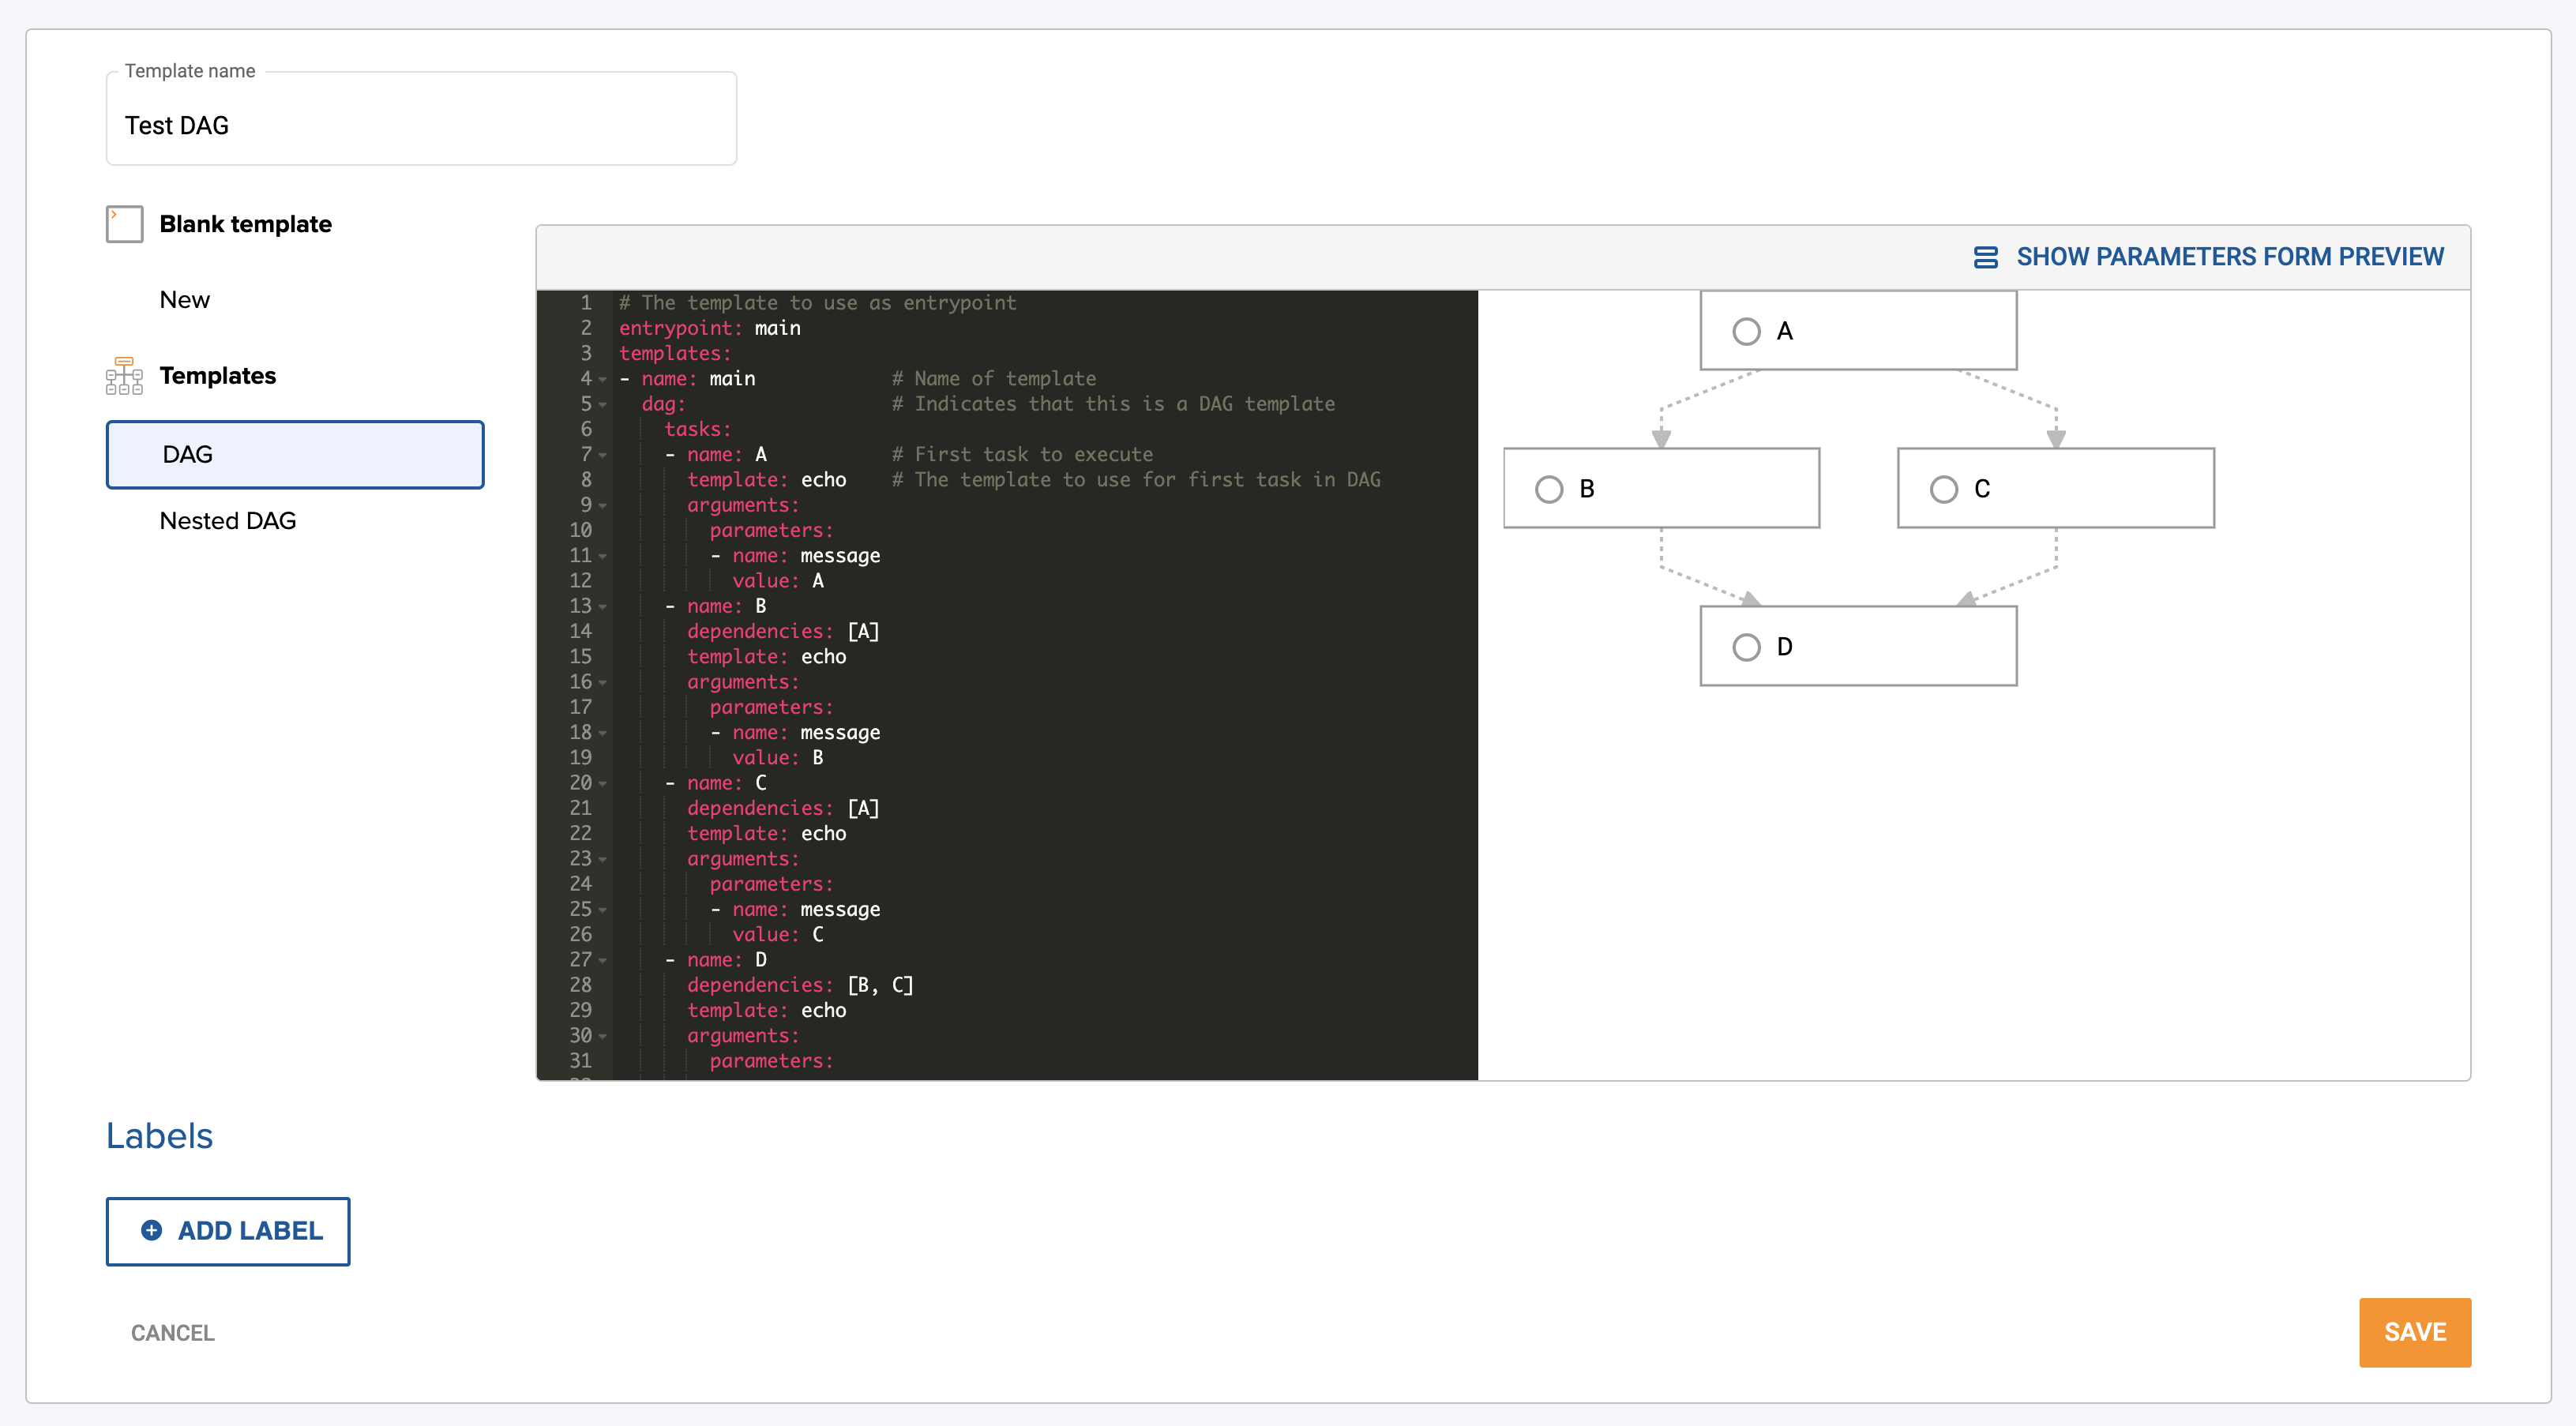 Template name
Test DAG
Blank template
New
Templates
DAG
Nested DAG
SHOW PARAMETERS FORM PREVIEW
1 # The template to use as entrypoint
2 entrypoint: main
3 templates:
4 - name: main            # Name of template
5   dag:                  # Indicates that this is a DAG template
6     tasks:
7     - name: A           # First task to execute
8       template: echo    # The template to use for first task in DAG
9       arguments:
10         parameters:
11         - name: message
12           value: A
13     - name: B
14       dependencies: [A]
15       template: echo
16       arguments:
17         parameters:
18         - name: message
19           value: B
20     - name: C
21       dependencies: [A]
22       template: echo
23       arguments:
24         parameters:
25         - name: message
26           value: C
27     - name: D
28       dependencies: [B, C]
29       template: echo
30       arguments:
31         parameters:
A
B C
D
Labels
ADD LABEL
CANCEL
SAVE